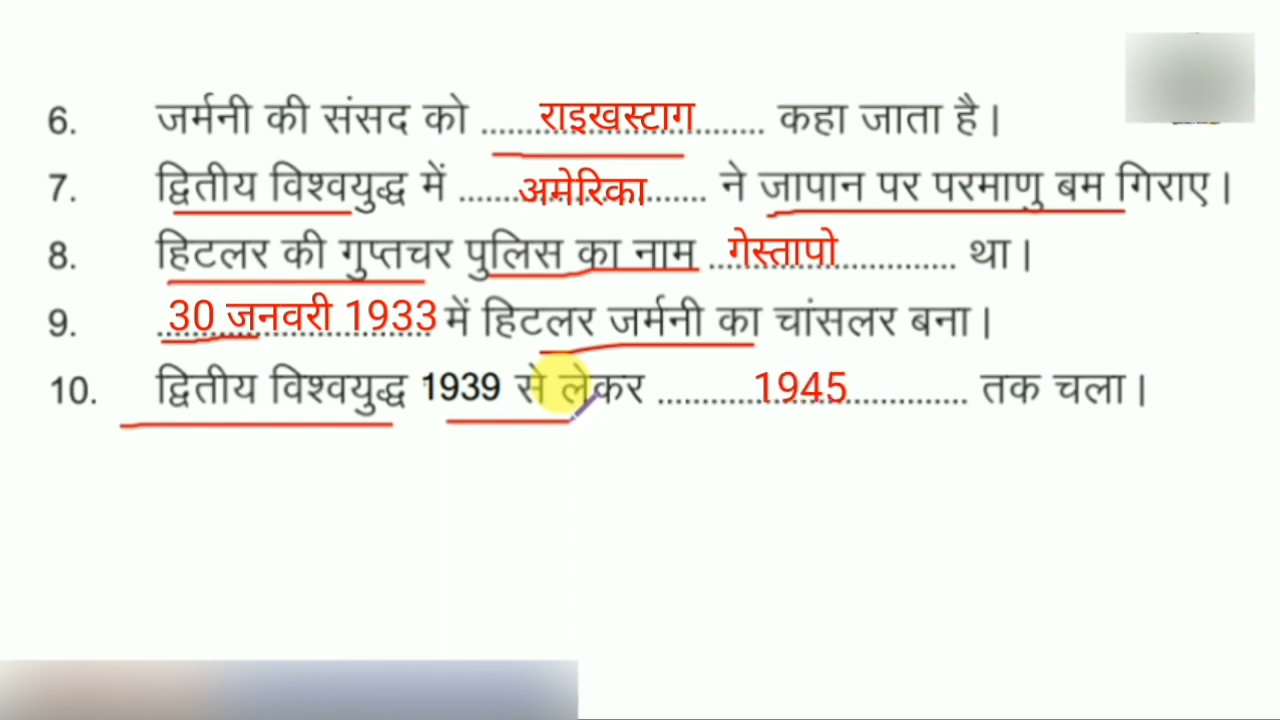 6. जर्मनी की संसद को ..........राइखस्टाग.......... कहा जाता है।
7. द्वितीय विश्वयुद्ध में ..........अमेरिका.......... ने जापान पर परमाणु बम गिराए।
8. हिटलर की गुप्तचर पुलिस का नाम ..गेस्तापो.............. था।
9. 30 जनवरी 1933 में हिटलर जर्मनी का चांसलर बना।
10. द्वितीय विश्वयुद्ध 1939 से लेकर ..........1945.......... तक चला।